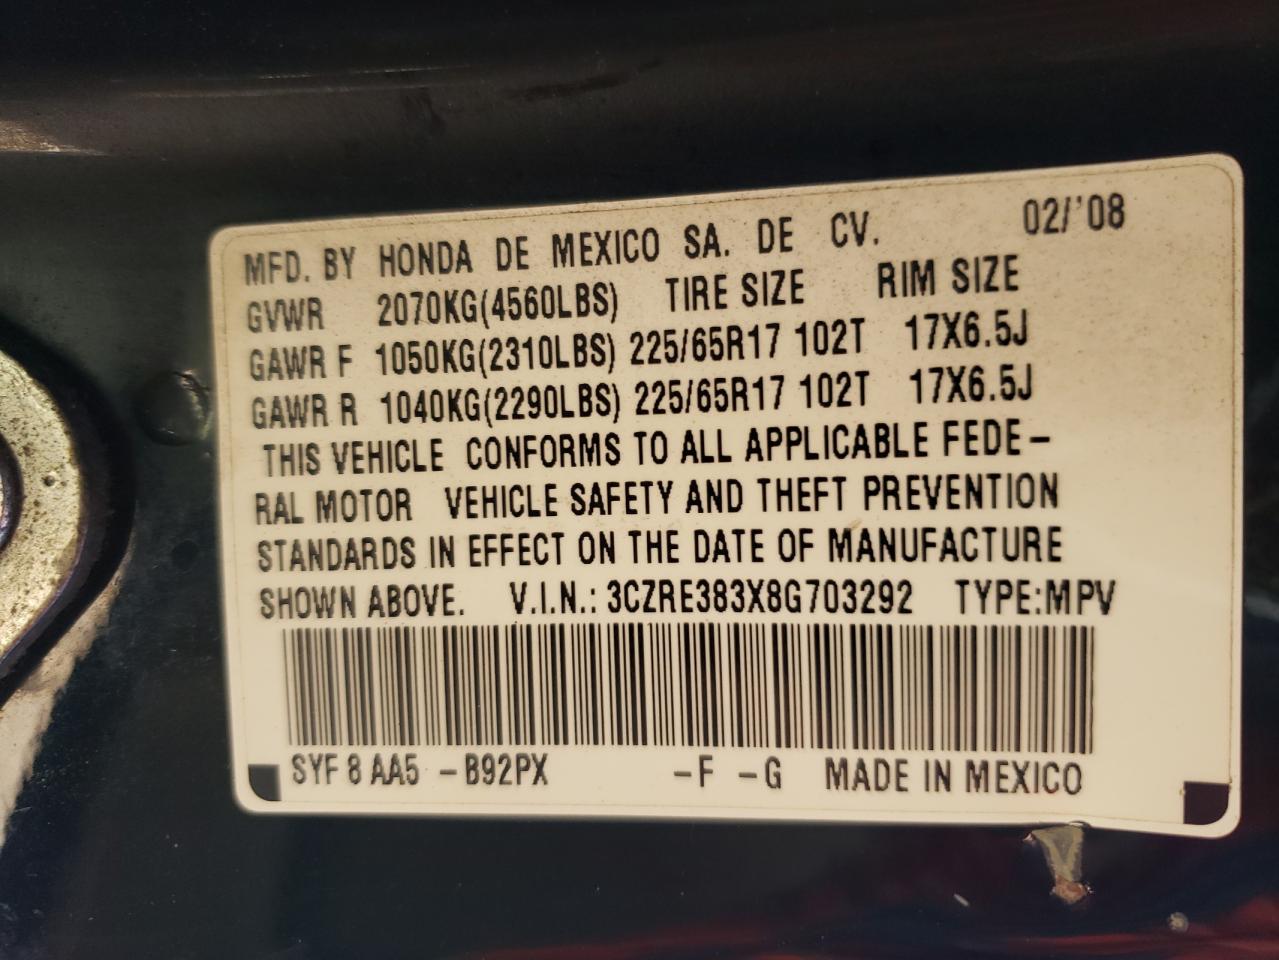 MFD. BY HONDA DE MEXICO SA. DE CV. 02/'08
GVWR 2070KG(4560LBS) TIRE SIZE RIM SIZE
GAWR F 1050KG(2310LBS) 225/65R17 102T 17X6.5J
GAWR R 1040KG(2290LBS) 225/65R17 102T 17X6.5J
THIS VEHICLE CONFORMS TO ALL APPLICABLE FEDE-
RAL MOTOR VEHICLE SAFETY AND THEFT PREVENTION
STANDARDS IN EFFECT ON THE DATE OF MANUFACTURE
SHOWN ABOVE. V.I.N.: 3CZRE383X8G703292 TYPE:MPV
SYF 8 AA5 -B92PX -F -G MADE IN MEXICO